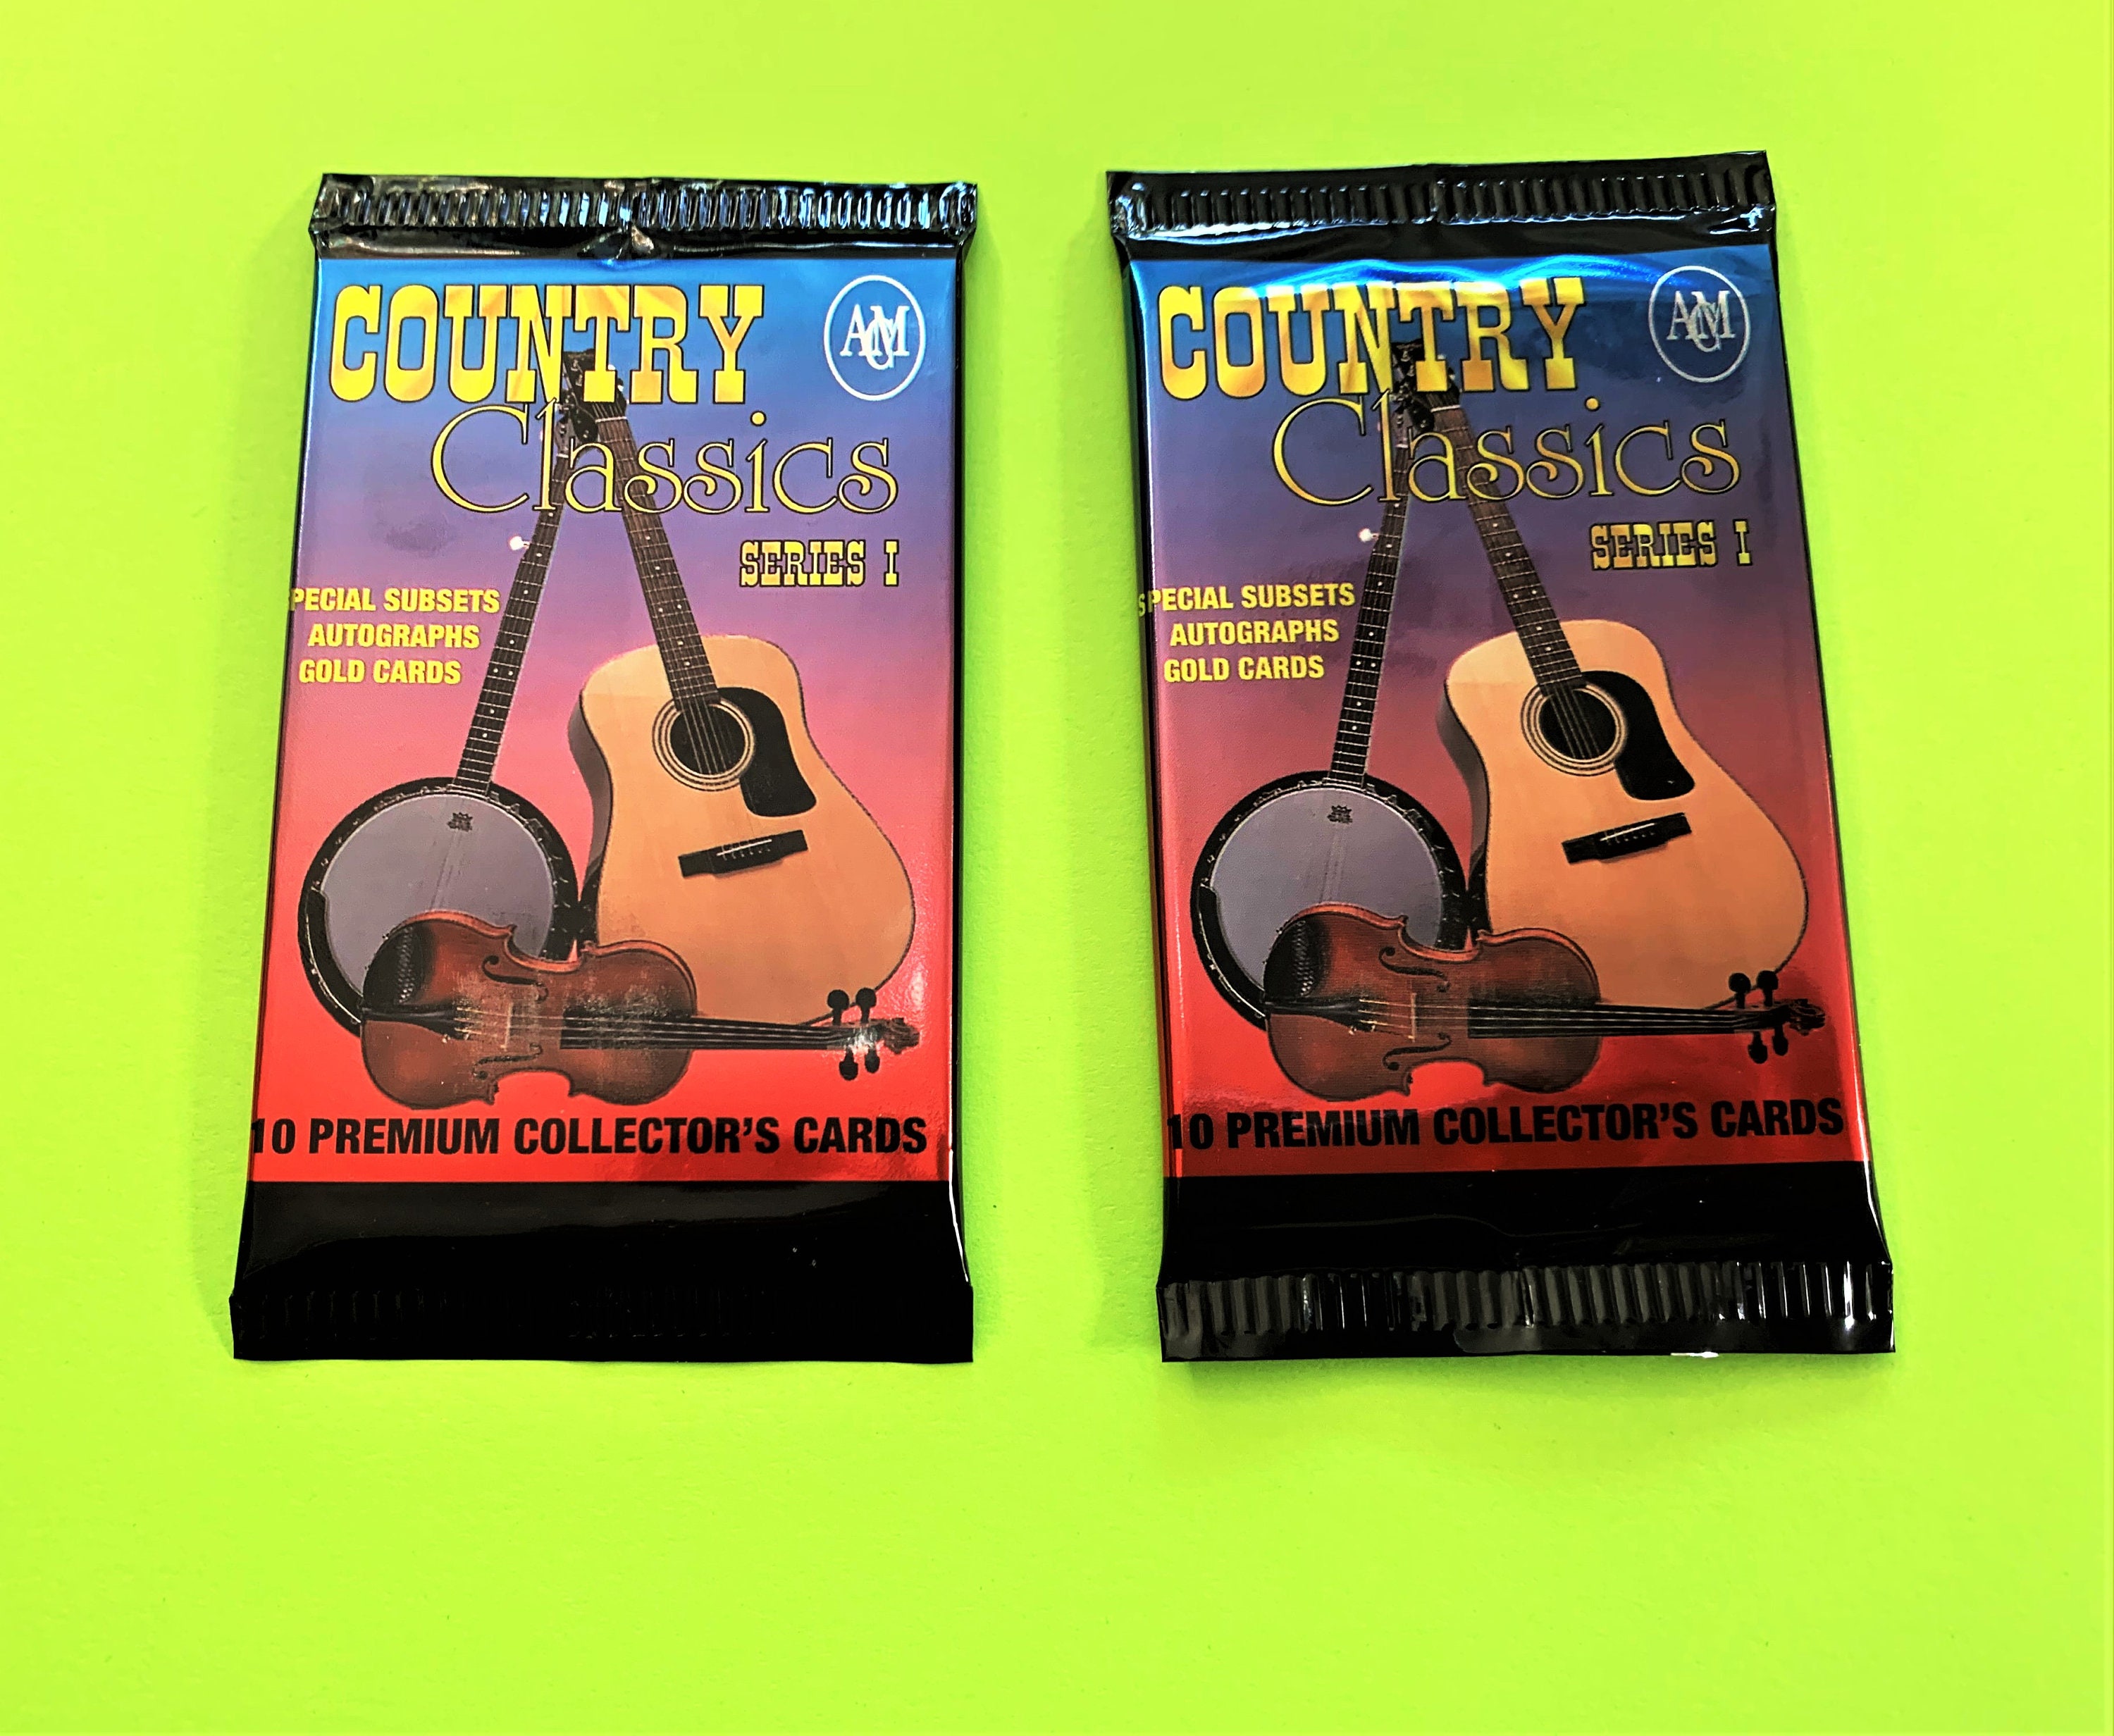 COUNTRY
ACM
Classics
SERIES I
PECIAL SUBSETS
AUTOGRAPHS
GOLD CARDS
10 PREMIUM COLLECTOR'S CARDS
COUNTRY
ACM
Classics
SERIES I
SPECIAL SUBSETS
AUTOGRAPHS
GOLD CARDS
10 PREMIUM COLLECTOR'S CARDS